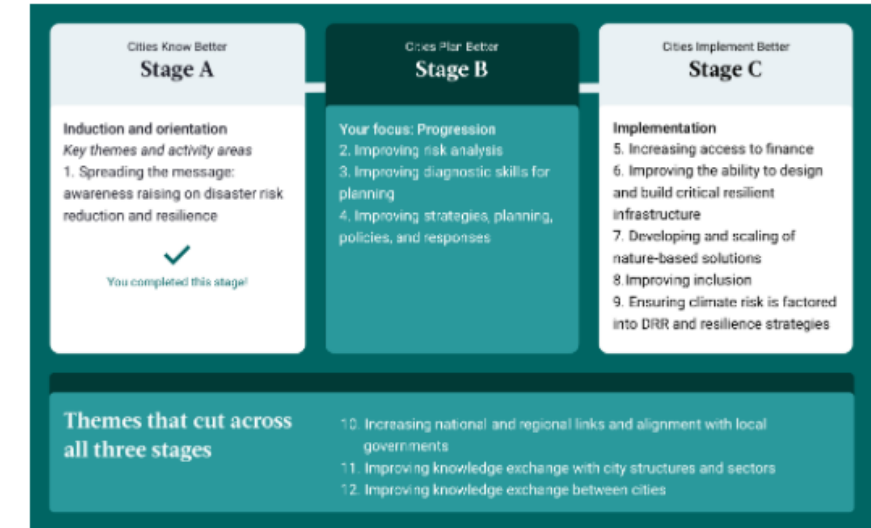 Cities Know Better
Stage A
Induction and orientation
Key themes and activity areas
1. Spreading the message:
awareness raising on disaster risk
reduction and resilience
You completed this stage!
Cities Plan Better
Stage B
Your focus: Progression
2. Improving risk analysis
3. Improving diagnostic skills for
planning
4. Improving strategies, planning,
policies, and responses
Cities Implement Better
Stage C
Implementation
5. Increasing access to finance
6. Improving the ability to design
and build critical resilient
infrastructure
7. Developing and scaling of
nature-based solutions
8.Improving inclusion
9. Ensuring climate risk is factored
into DRR and resilience strategies
Themes that cut across
all three stages
10. Increasing national and regional links and alignment with local
governments
11. Improving knowledge exchange with city structures and sectors
12. Improving knowledge exchange between cities